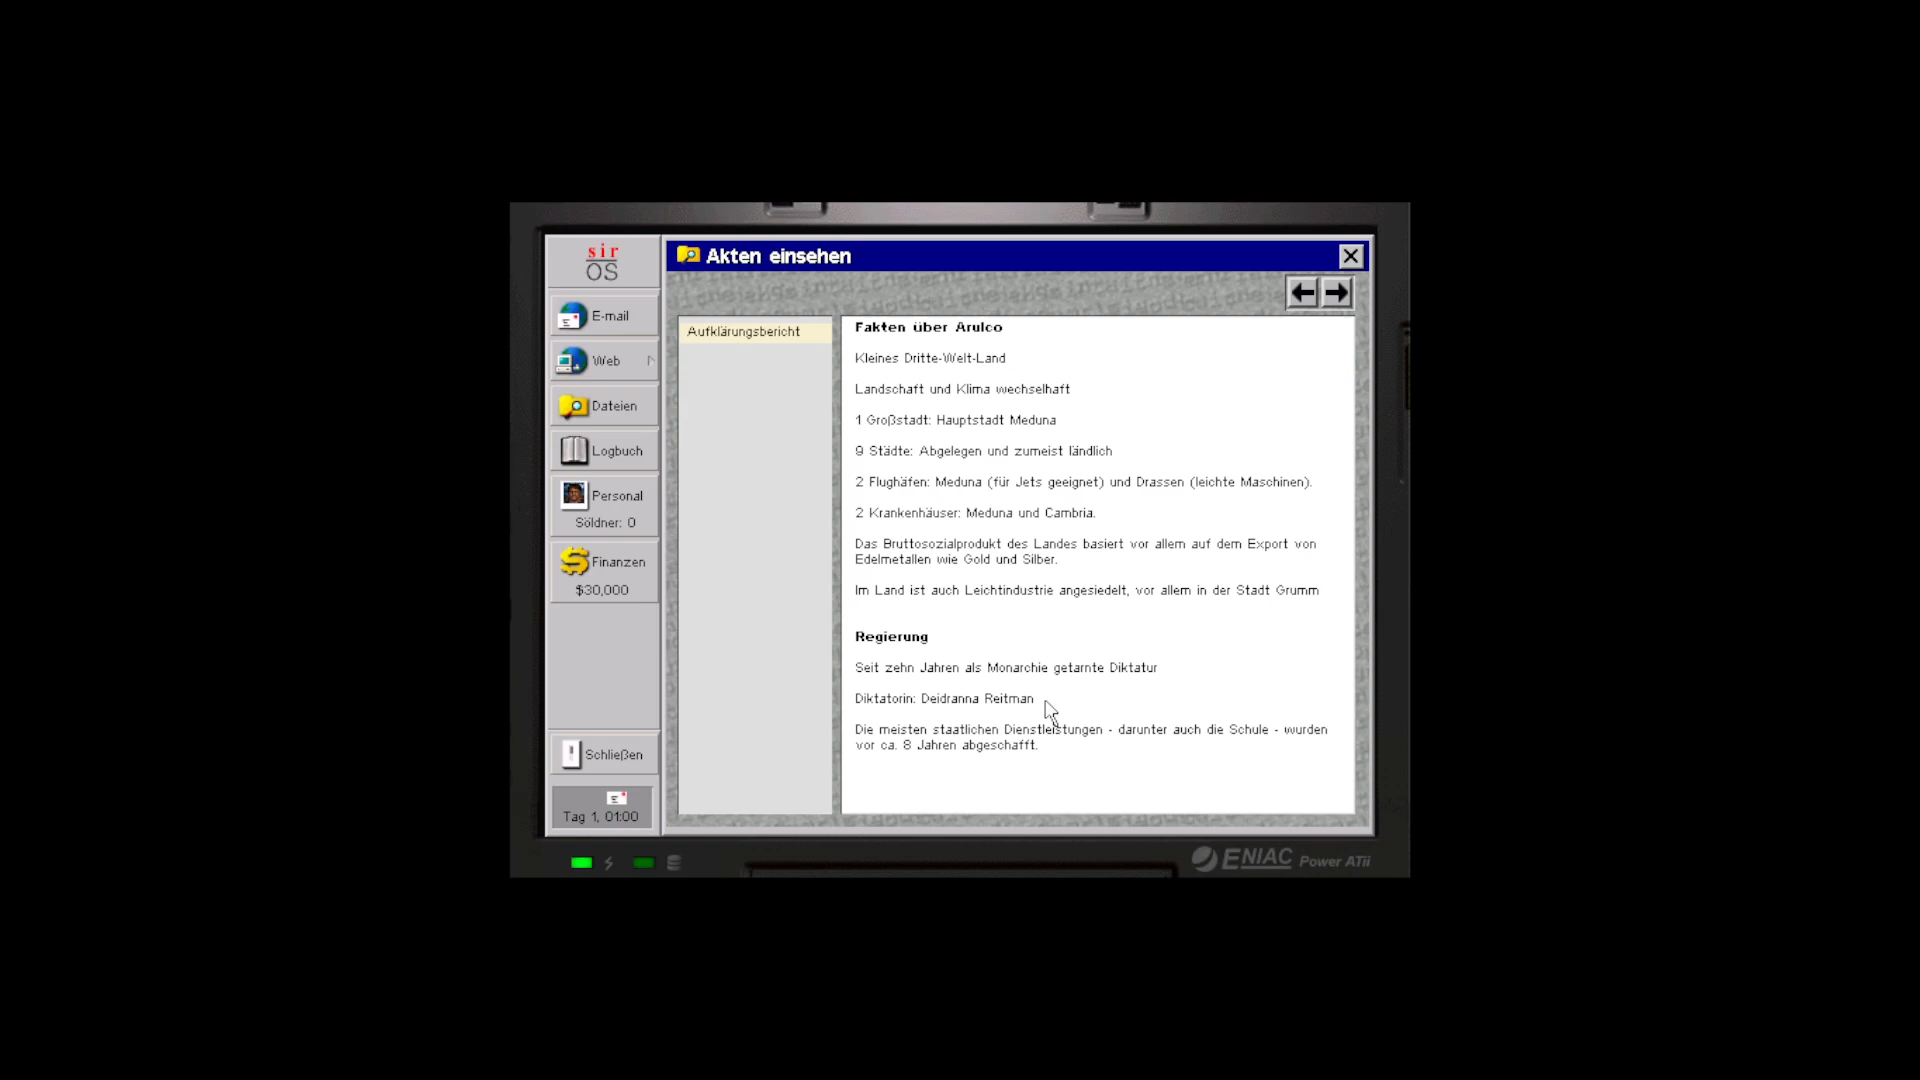 sir
OS
Akten einsehen
E-mail
Web
Dateien
Logbuch
Personal
Söldner: 0
Finanzen
$30,000
Schließen
Tag 1, 01:00
Aufklärungsbericht
Fakten über Arulco
Kleines Dritte-Welt-Land
Landschaft und Klima wechselhaft
1 Großstadt: Hauptstadt Meduna
9 Städte: Abgelegen und zumeist ländlich
2 Flughäfen: Meduna (für Jets geeignet) und Drassen (leichte Maschinen).
2 Krankenhäuser: Meduna und Cambria.
Das Bruttosozialprodukt des Landes basiert vor allem auf dem Export von
Edelmetallen wie Gold und Silber.
Im Land ist auch Leichtindustrie angesiedelt, vor allem in der Stadt Grumm
Regierung
Seit zehn Jahren als Monarchie getarnte Diktatur
Diktatorin: Deidranna Reitman
Die meisten staatlichen Dienstleistungen - darunter auch die Schule - wurden
vor ca. 8 Jahren abgeschafft.
ENIAC Power ATii